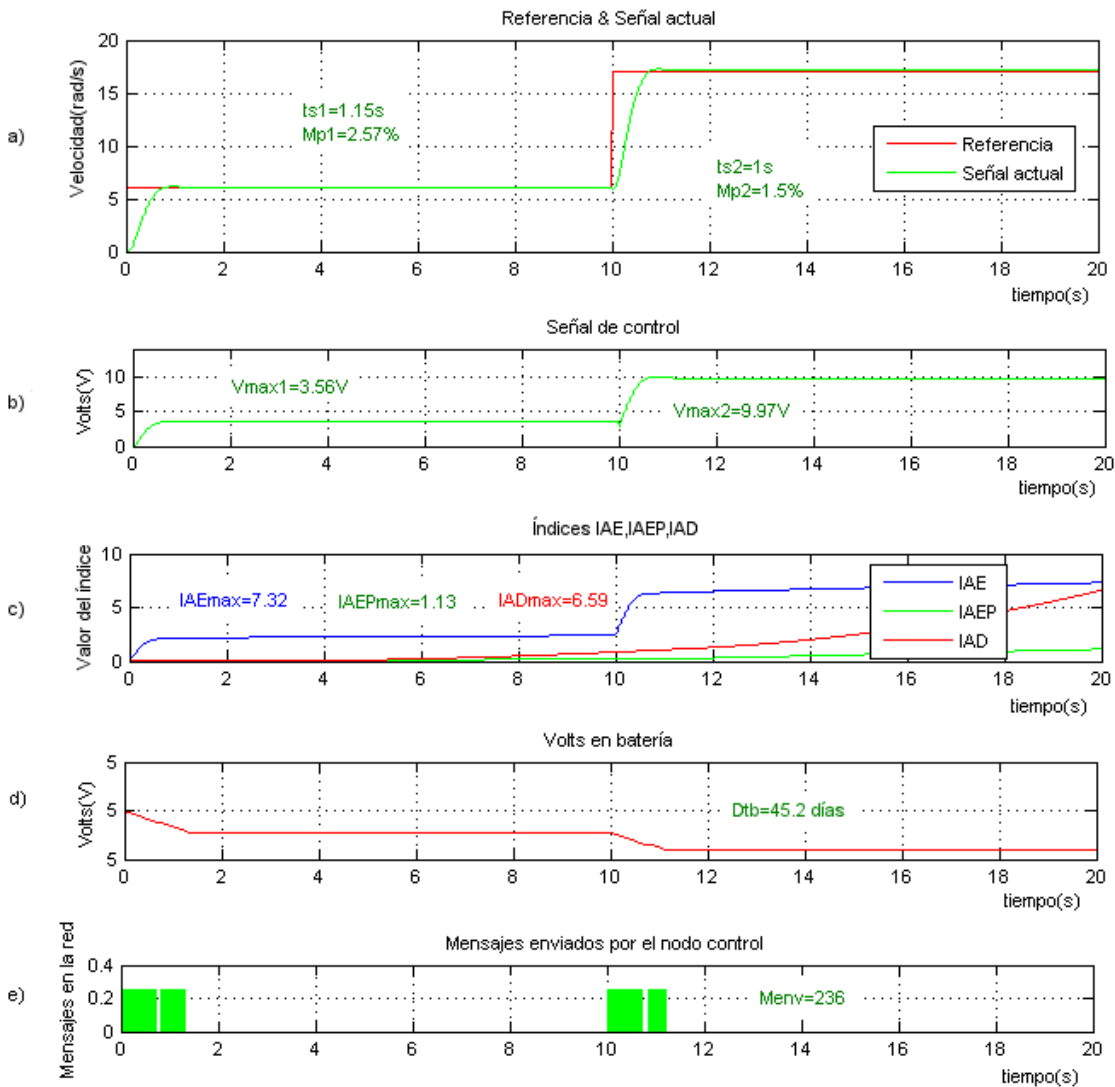 Referencia & Señal actual
a)
Velocidad(rad/s)
20
15
10
5
0
ts1=1.15s
Mp1=2.57%
ts2=1s
Mp2=1.5%
Referencia
Señal actual
0 2 4 6 8 10 12 14 16 18 20
tiempo(s)
Señal de control
b)
Volts(V)
10
5
0
Vmax1=3.56V
Vmax2=9.97V
0 2 4 6 8 10 12 14 16 18 20
tiempo(s)
Índices IAE,IAEP,IAD
c)
Valor del índice
10
5
0
IAEmax=7.32
IAEPmax=1.13
IADmax=6.59
IAE
IAEP
IAD
0 2 4 6 8 10 12 14 16 18 20
tiempo(s)
Volts en batería
d)
Volts(V)
5
5
5
Dtb=45.2 días
0 2 4 6 8 10 12 14 16 18 20
tiempo(s)
Mensajes enviados por el nodo control
e)
Mensajes en la red
0.4
0.2
0
Menv=236
0 2 4 6 8 10 12 14 16 18 20
tiempo(s)